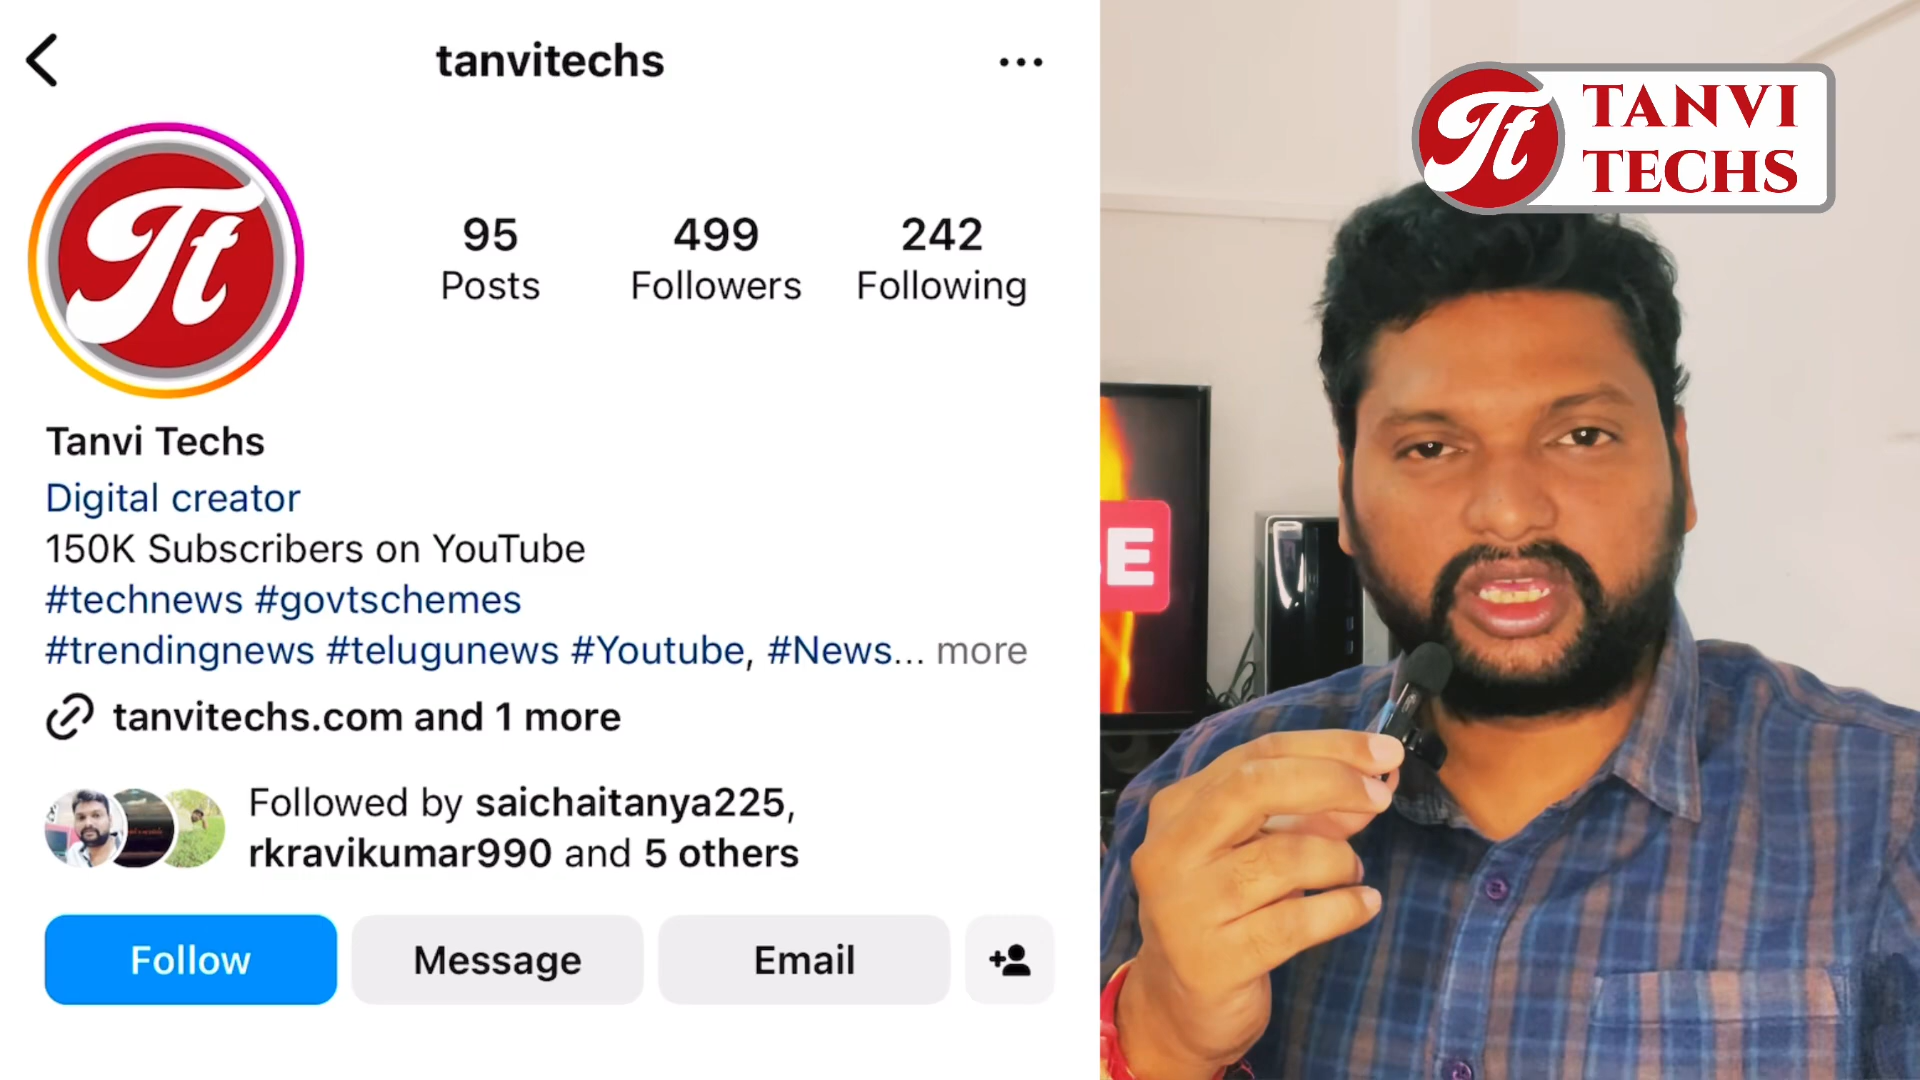 tanvitechs
Tt
95
Posts
499
Followers
242
Following
Tanvi Techs
Digital creator
150K Subscribers on YouTube
#technews #govtschemes
#trendingnews #telugunews #Youtube, #News... more
tanvitechs.com and 1 more
Followed by saichaitanya225,
rkravikumar990 and 5 others
Follow
Message
Email
Tt
TANVI
TECHS
E